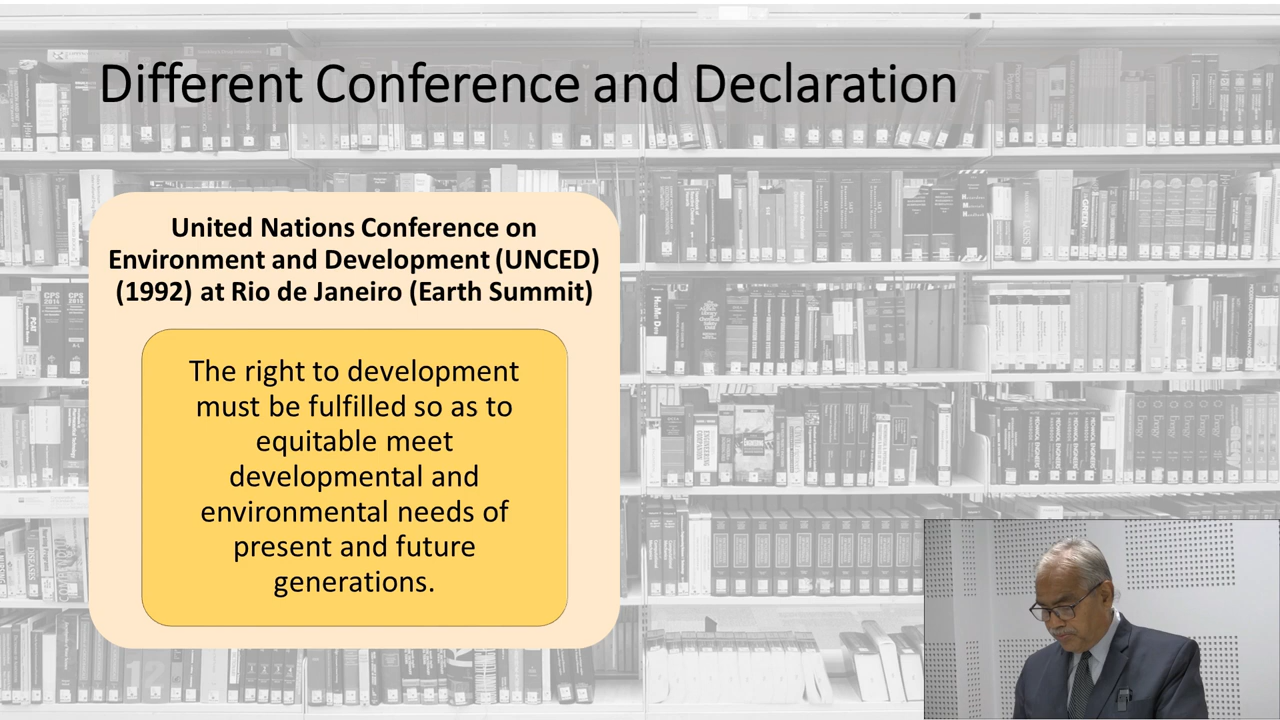 Different Conference and Declaration
United Nations Conference on
Environment and Development (UNCED)
(1992) at Rio de Janeiro (Earth Summit)
The right to development
must be fulfilled so as to
equitable meet
developmental and
environmental needs of
present and future
generations.